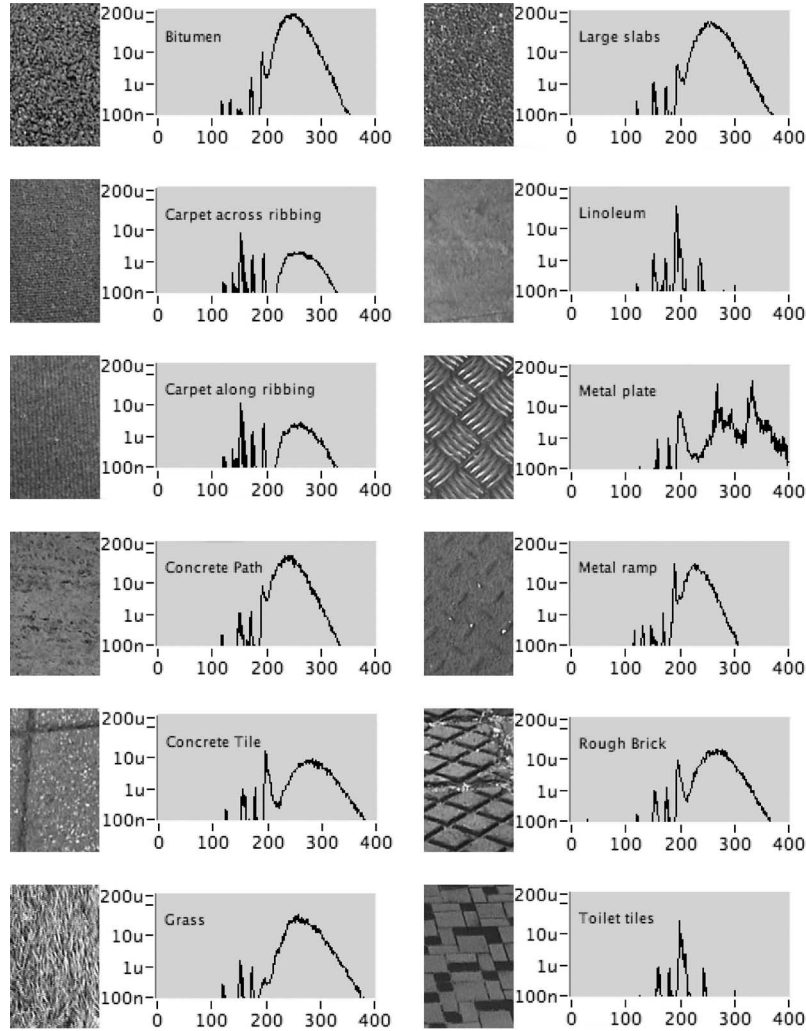 Bitumen
200u
10u
1u
100n
0 100 200 300 400
Large slabs
200u
10u
1u
100n
0 100 200 300 400
Carpet across ribbing
200u
10u
1u
100n
0 100 200 300 400
Linoleum
200u
10u
1u
100n
0 100 200 300 400
Carpet along ribbing
200u
10u
1u
100n
0 100 200 300 400
Metal plate
200u
10u
1u
100n
0 100 200 300 400
Concrete Path
200u
10u
1u
100n
0 100 200 300 400
Metal ramp
200u
10u
1u
100n
0 100 200 300 400
Concrete Tile
200u
10u
1u
100n
0 100 200 300 400
Rough Brick
200u
10u
1u
100n
0 100 200 300 400
Grass
200u
10u
1u
100n
0 100 200 300 400
Toilet tiles
200u
10u
1u
100n
0 100 200 300 400